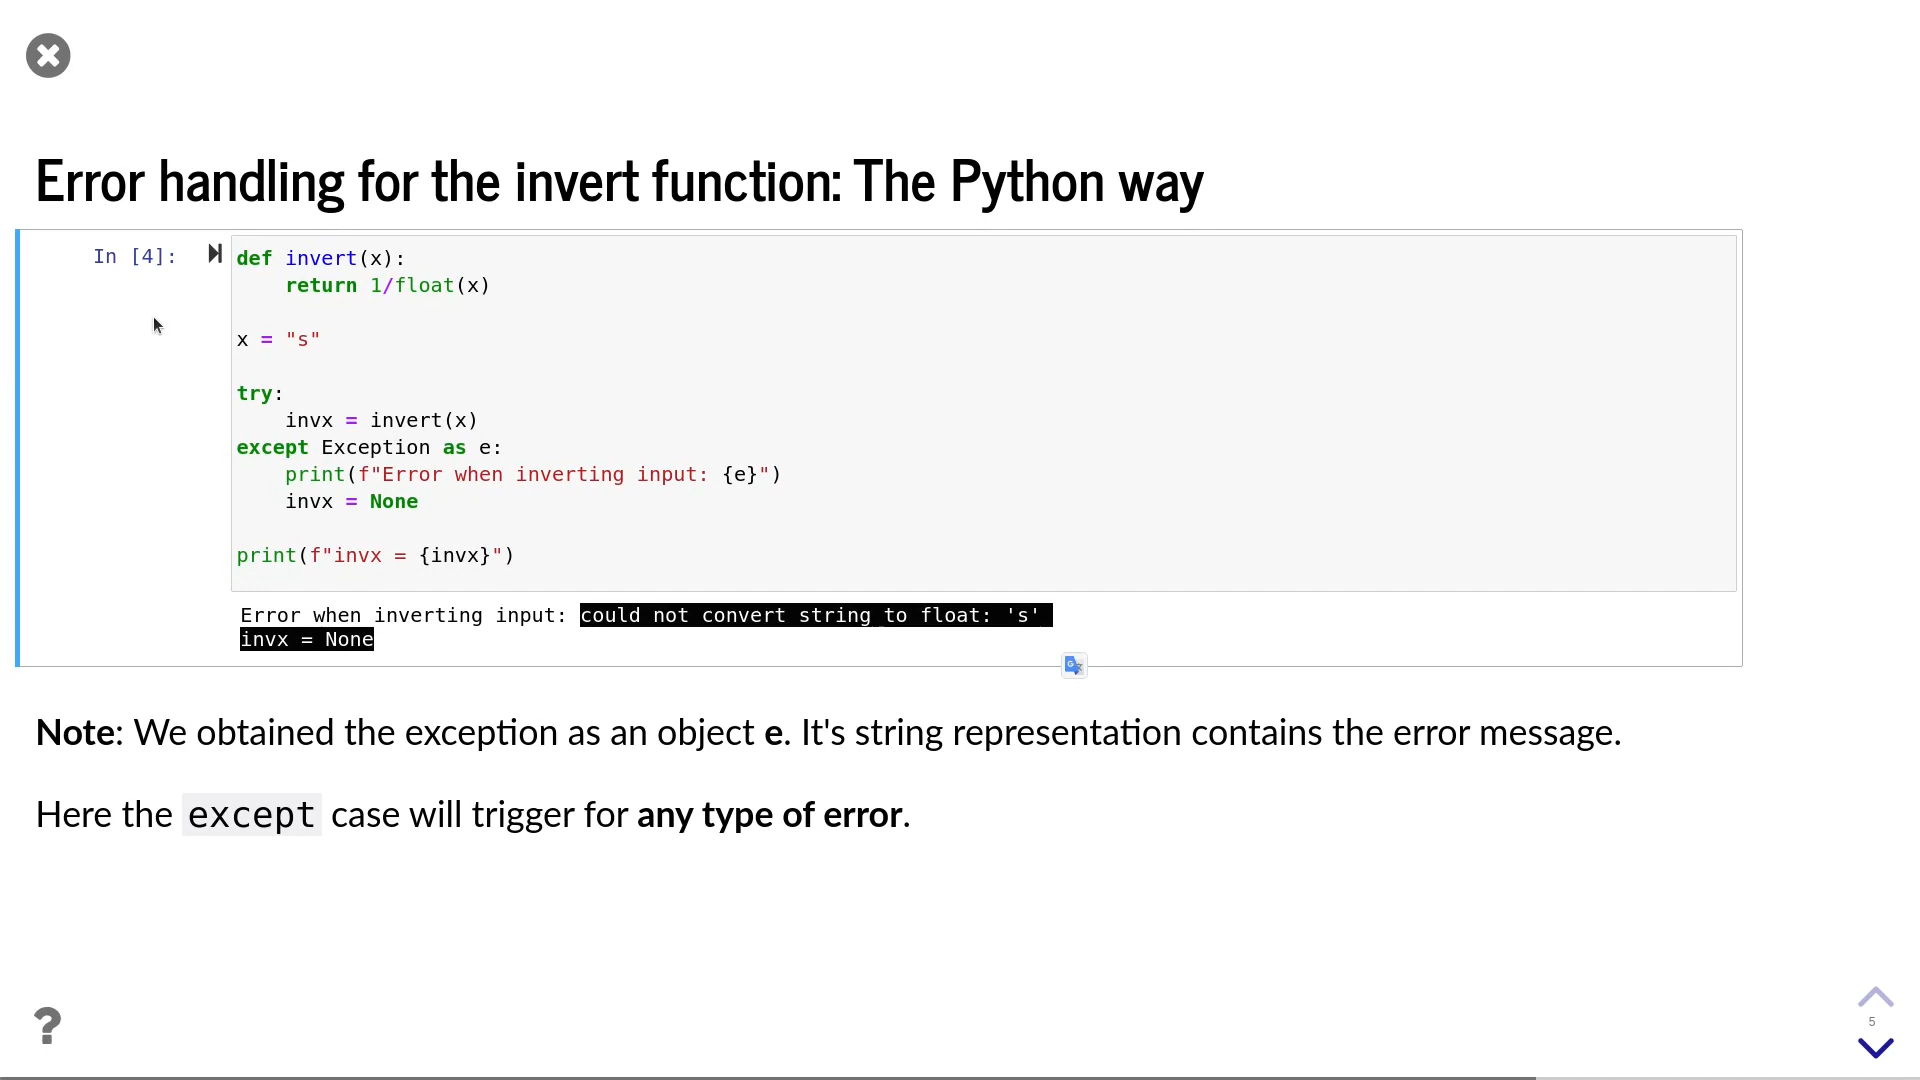 Error handling for the invert function: The Python way
In [4]:
def invert(x):
    return 1/float(x)
x = "s"
try:
    invx = invert(x)
except Exception as e:
    print(f"Error when inverting input: {e}")
    invx = None
print(f"invx = {invx}")
Error when inverting input: could not convert string to float: 's'
invx = None
Note: We obtained the exception as an object e. It's string representation contains the error message.
Here the except case will trigger for any type of error.
5